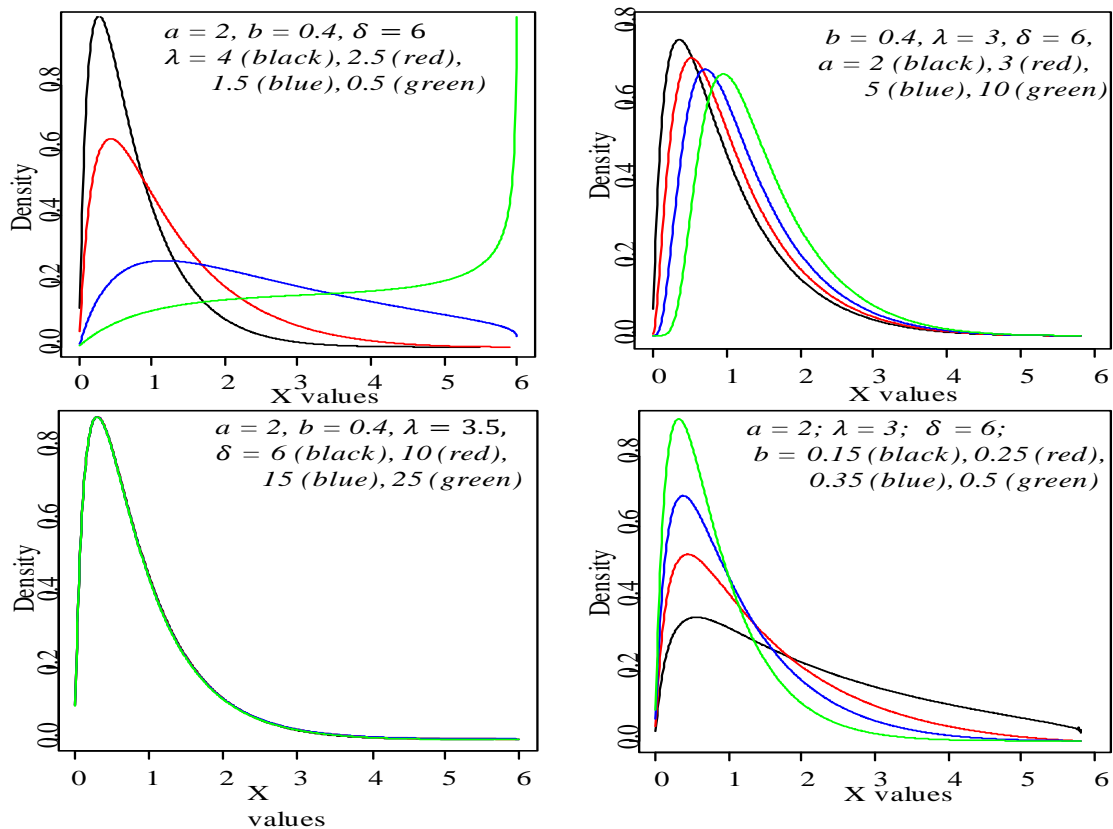 a = 2, b = 0.4, δ = 6
λ = 4 (black), 2.5 (red),
1.5 (blue), 0.5 (green)
Density
0.0 0.2 0.4 0.6 0.8
0 1 2 3 4 5 6
X values
b = 0.4, λ = 3, δ = 6,
a = 2 (black), 3 (red),
5 (blue), 10 (green)
Density
0.0 0.2 0.4 0.6 0.8
0 1 2 3 4 5 6
X values
a = 2, b = 0.4, λ = 3.5,
δ = 6 (black), 10 (red),
15 (blue), 25 (green)
Density
0.0 0.2 0.4 0.6 0.8
0 1 2 3 4 5 6
X
values
a = 2; λ = 3; δ = 6;
b = 0.15 (black), 0.25 (red),
0.35 (blue), 0.5 (green)
Density
0.0 0.2 0.4 0.6 0.8
0 1 2 3 4 5 6
X values